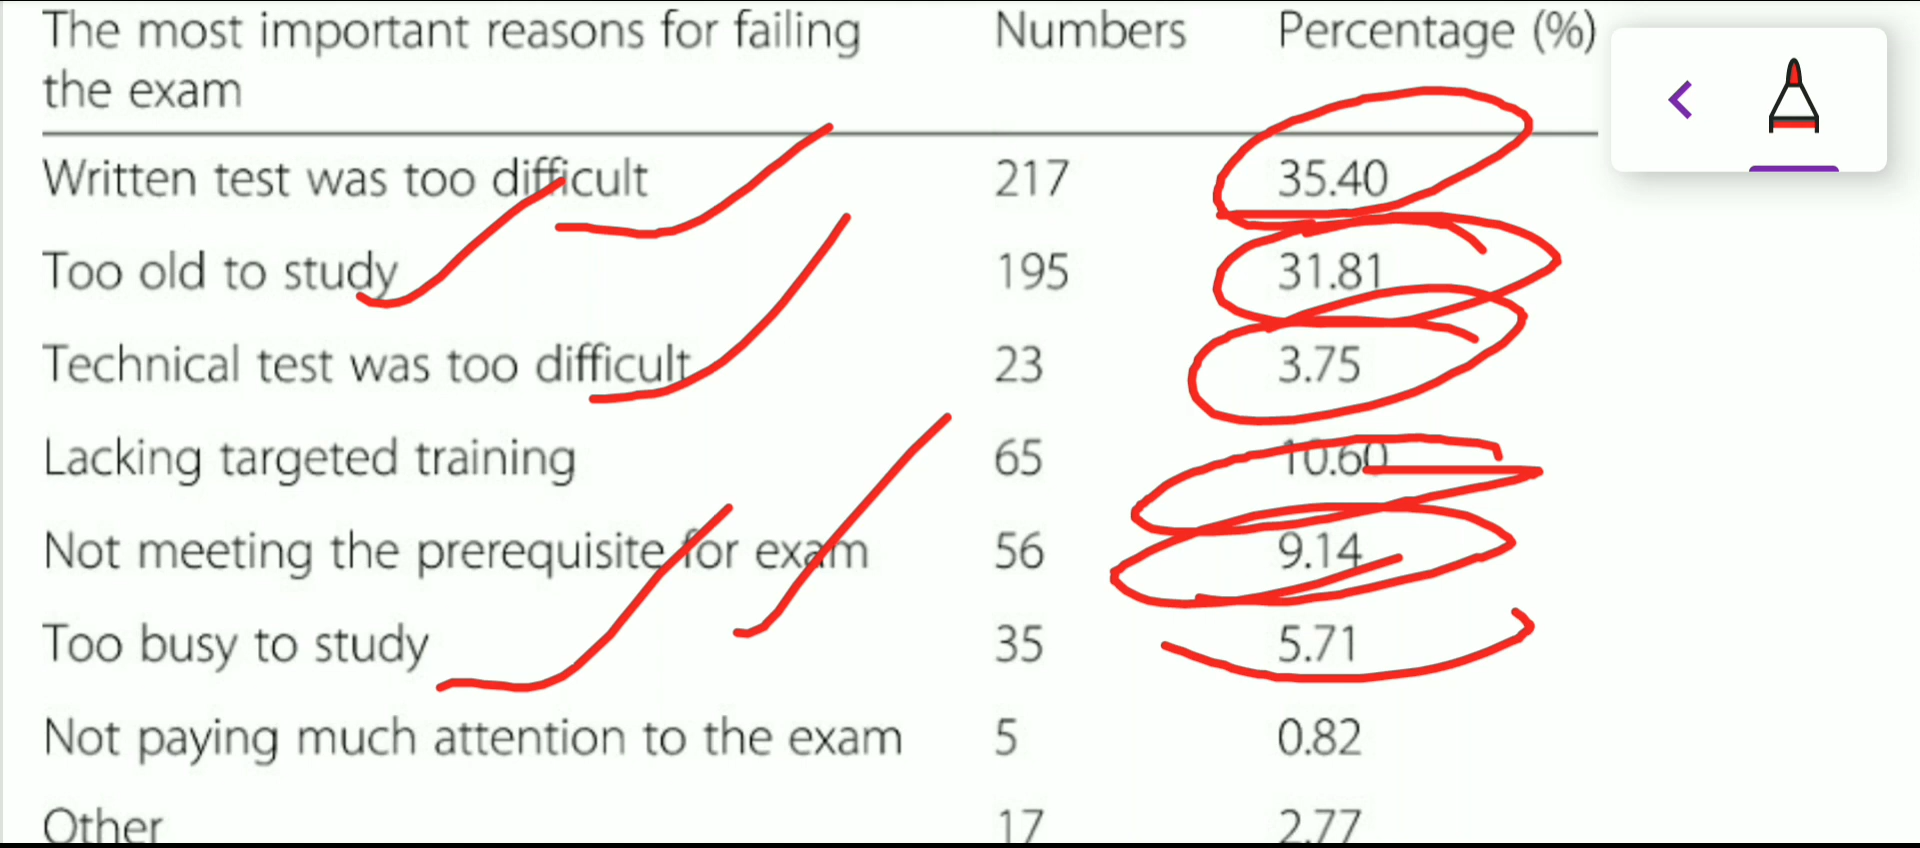 The most important reasons for failing the exam Numbers Percentage (%)
Written test was too difficult 217 35.40
Too old to study 195 31.81
Technical test was too difficult 23 3.75
Lacking targeted training 65 10.60
Not meeting the prerequisite for exam 56 9.14
Too busy to study 35 5.71
Not paying much attention to the exam 5 0.82
Other 17 2.77